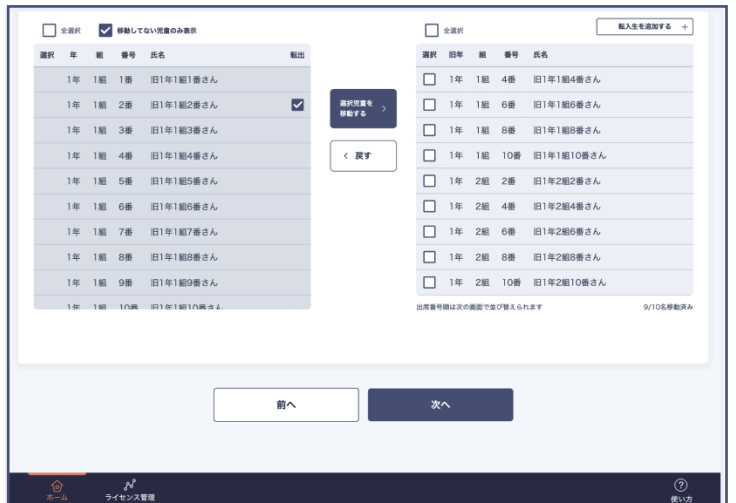 全選択 移動してない児童のみ表示
選択 年 組 番号 氏名 転出
1年 1組 1番 旧1年1組1番さん
1年 1組 2番 旧1年1組2番さん
1年 1組 3番 旧1年1組3番さん
1年 1組 4番 旧1年1組4番さん
1年 1組 5番 旧1年1組5番さん
1年 1組 6番 旧1年1組6番さん
1年 1組 7番 旧1年1組7番さん
1年 1組 8番 旧1年1組8番さん
1年 1組 9番 旧1年1組9番さん
1年 1組 10番 旧1年1組10番さん
選択児童を
移動する >
< 戻す
全選択 転入生を追加する +
選択 旧年 組 番号 氏名
1年 1組 4番 旧1年1組4番さん
1年 1組 6番 旧1年1組6番さん
1年 1組 8番 旧1年1組8番さん
1年 1組 10番 旧1年1組10番さん
1年 2組 2番 旧1年2組2番さん
1年 2組 4番 旧1年2組4番さん
1年 2組 6番 旧1年2組6番さん
1年 2組 8番 旧1年2組8番さん
1年 2組 10番 旧1年2組10番さん
出席番号順は次の画面で並び替えられます 9/10名移動済み
前へ 次へ
ホーム ライセンス管理 ? 使い方